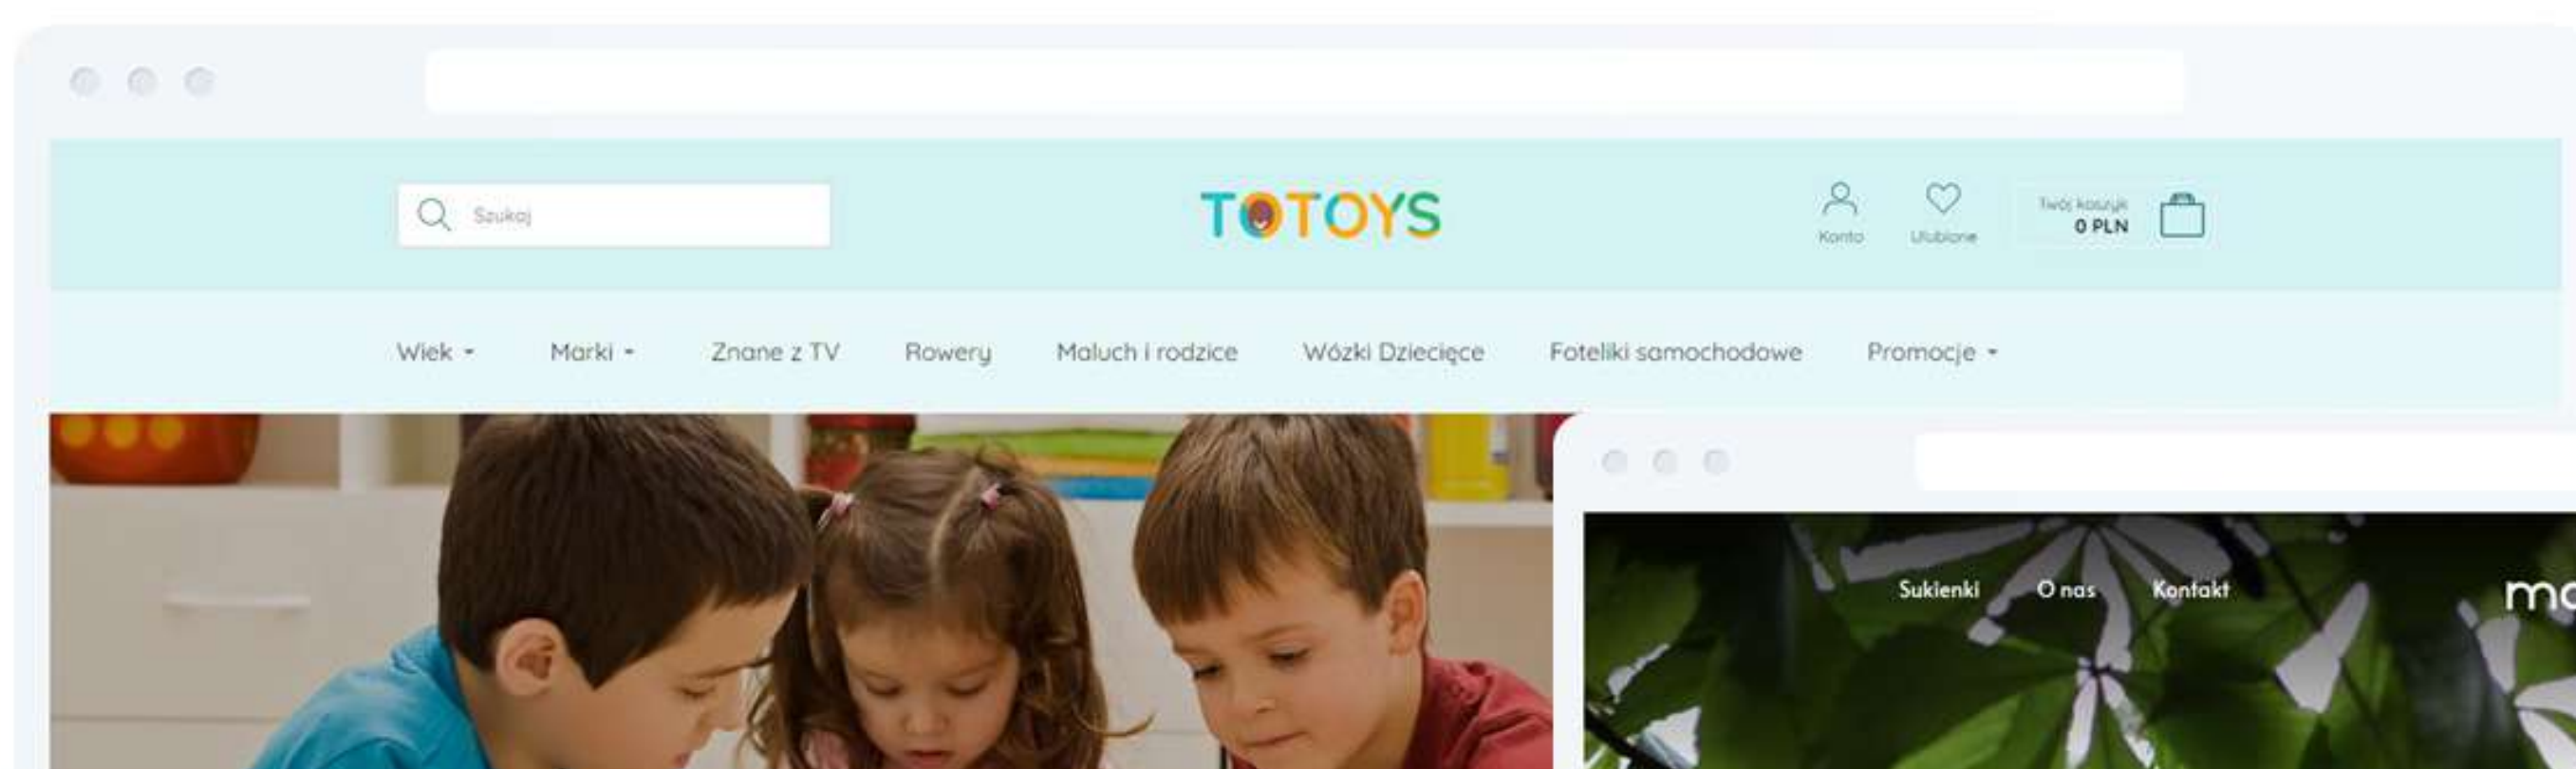 Szukaj
TOTOYS
Konto
Ulubione
Twój koszyk
0 PLN
Wiek
Marki
Znane z TV
Rowery
Maluch i rodzice
Wózki Dziecięce
Foteliki samochodowe
Promocje
Sukienki
O nas
Kontakt